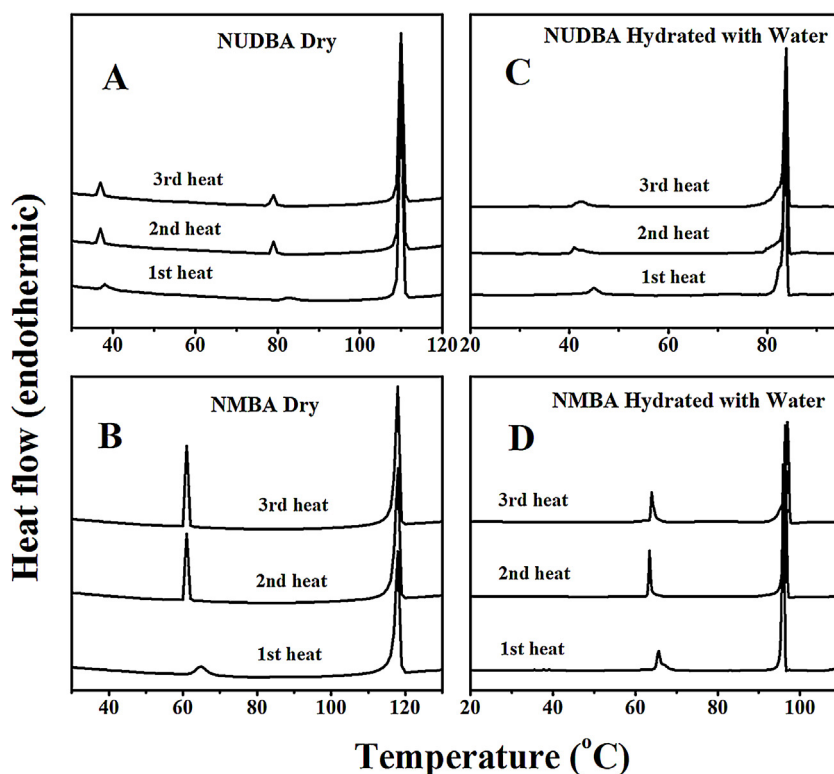 NUDBA Dry
A
3rd heat
2nd heat
1st heat
40 60 80 100 120
NUDBA Hydrated with Water
C
3rd heat
2nd heat
1st heat
20 40 60 80
NMBA Dry
B
3rd heat
2nd heat
1st heat
40 60 80 100 120
NMBA Hydrated with Water
D
3rd heat
2nd heat
1st heat
20 40 60 80 100
Heat flow (endothermic)
Temperature (°C)